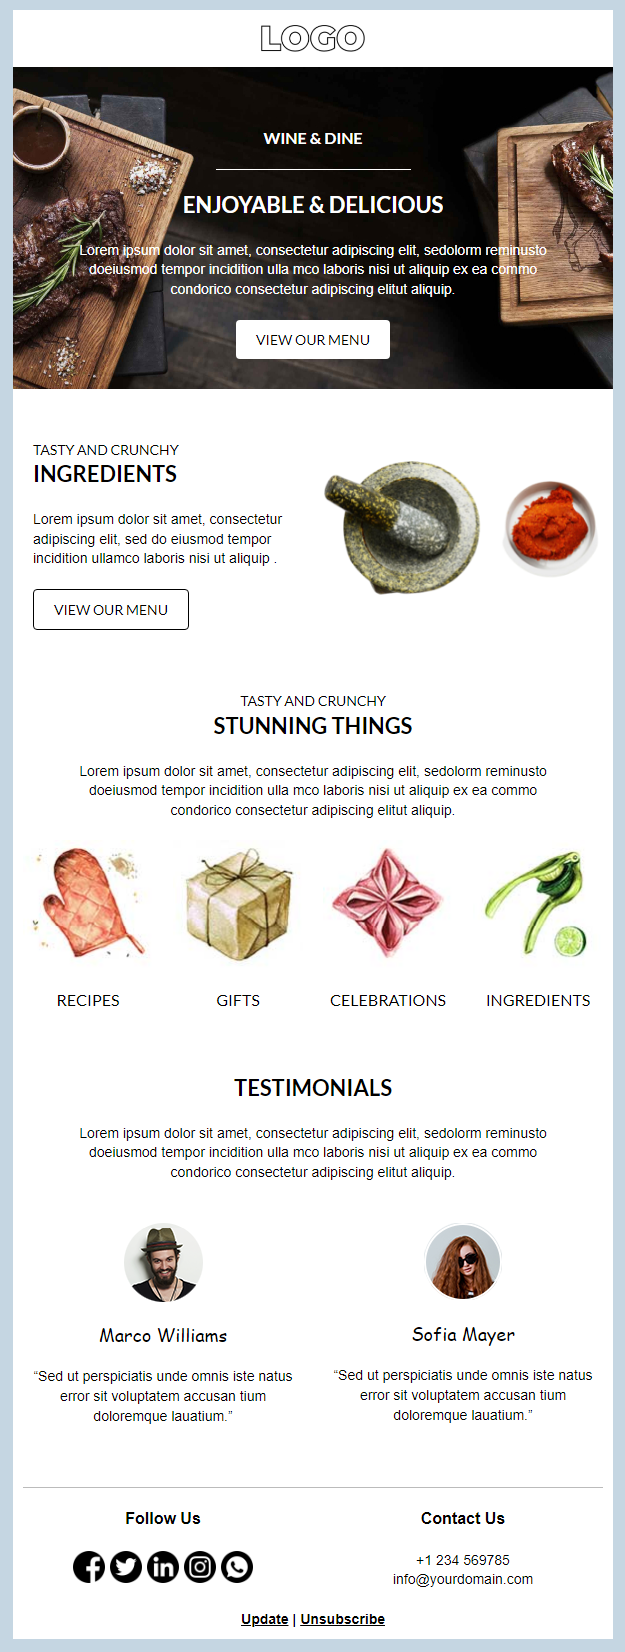 LOGO
WINE & DINE
ENJOYABLE & DELICIOUS
Lorem ipsum dolor sit amet, consectetur adipiscing elit, sedolorm reminusto
doeiusmod tempor incidition ulla mco laboris nisi ut aliquip ex ea commo
condorico consectetur adipiscing elitut aliquip.
VIEW OUR MENU
TASTY AND CRUNCHY
INGREDIENTS
Lorem ipsum dolor sit amet, consectetur
adipiscing elit, sed do eiusmod tempor
incidition ullamco laboris nisi ut aliquip .
VIEW OUR MENU
TASTY AND CRUNCHY
STUNNING THINGS
Lorem ipsum dolor sit amet, consectetur adipiscing elit, sedolorm reminusto
doeiusmod tempor incidition ulla mco laboris nisi ut aliquip ex ea commo
condorico consectetur adipiscing elitut aliquip.
RECIPES
GIFTS
CELEBRATIONS
INGREDIENTS
TESTIMONIALS
Lorem ipsum dolor sit amet, consectetur adipiscing elit, sedolorm reminusto
doeiusmod tempor incidition ulla mco laboris nisi ut aliquip ex ea commo
condorico consectetur adipiscing elitut aliquip.
Marco Williams
“Sed ut perspiciatis unde omnis iste natus
error sit voluptatem accusan tium
doloremque lauatium.”
Sofia Mayer
“Sed ut perspiciatis unde omnis iste natus
error sit voluptatem accusan tium
doloremque lauatium.”
Follow Us
Contact Us
+1 234 569785
info@yourdomain.com
Update | Unsubscribe